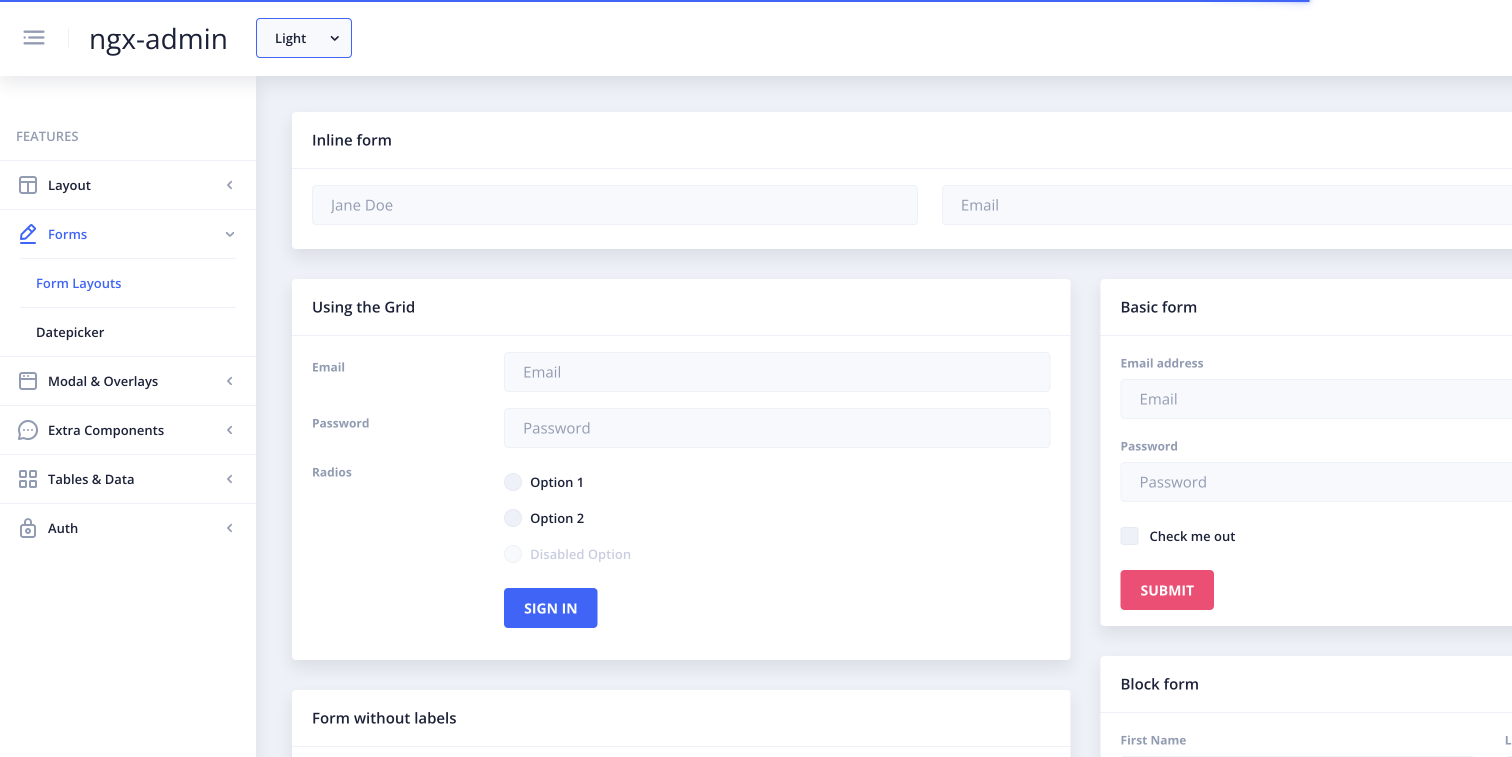 ngx-admin
Light
FEATURES
Layout
Forms
Form Layouts
Datepicker
Modal & Overlays
Extra Components
Tables & Data
Auth
Inline form
Jane Doe
Email
Using the Grid
Email
Email
Password
Password
Radios
Option 1
Option 2
Disabled Option
SIGN IN
Form without labels
Basic form
Email address
Email
Password
Password
Check me out
SUBMIT
Block form
First Name
L